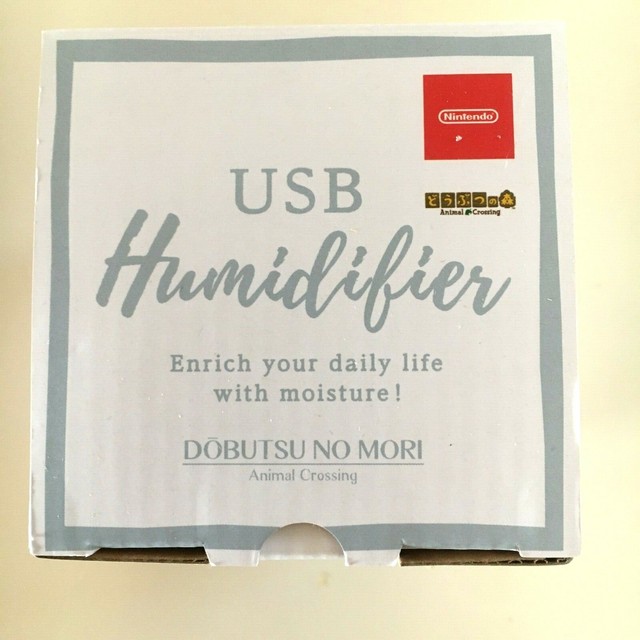 Nintendo
USB
どうぶつの森
Animal Crossing
Humidifier
Enrich your daily life
with moisture!
DŌBUTSU NO MORI
Animal Crossing